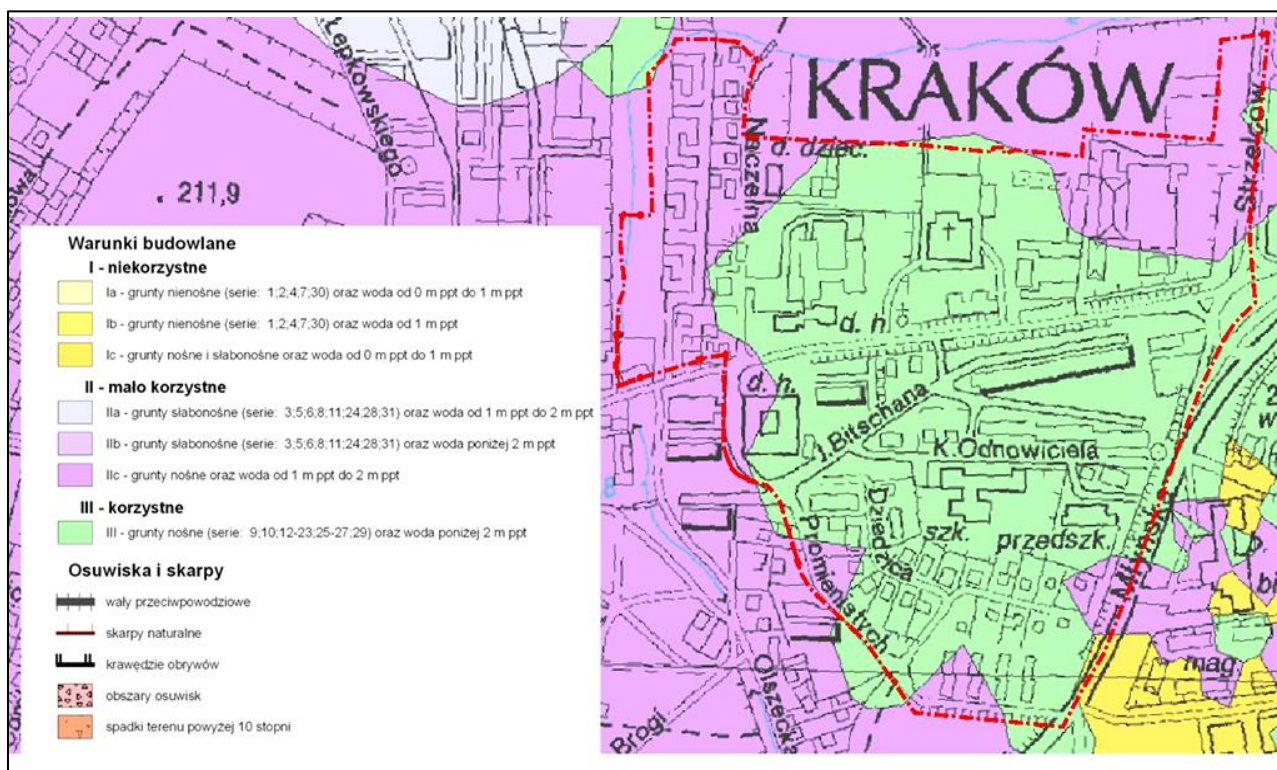 Łepkowskiego
KRAKÓW
Naczelna
d. dziec.
Strzelców
211,9
Warunki budowlane
I - niekorzystne
Ia - grunty nienośne (serie: 1;2;4;7;30) oraz woda od 0 m ppt do 1 m ppt
Ib - grunty nienośne (serie: 1;2;4;7;30) oraz woda od 1 m ppt
Ic - grunty nośne i słabonośne oraz woda od 0 m ppt do 1 m ppt
II - mało korzystne
IIa - grunty słabonośne (serie: 3;5;6;8;11;24;28;31) oraz woda od 1 m ppt do 2 m ppt
IIb - grunty słabonośne (serie: 3;5;6;8;11;24;28;31) oraz woda poniżej 2 m ppt
IIc - grunty nośne oraz woda od 1 m ppt do 2 m ppt
III - korzystne
III - grunty nośne (serie: 9;10;12-23;25-27;29) oraz woda poniżej 2 m ppt
Osuwiska i skarpy
wały przeciwpowodziowe
skarpy naturalne
krawędzie obrywów
obszary osuwisk
spadki terenu powyżej 10 stopni
d. h.
d. h.
J. Bitschana
K. Odnowiciela
Dziedzica
szk.
przedszk.
Promienistych
mag.
Olszecka
Brogi